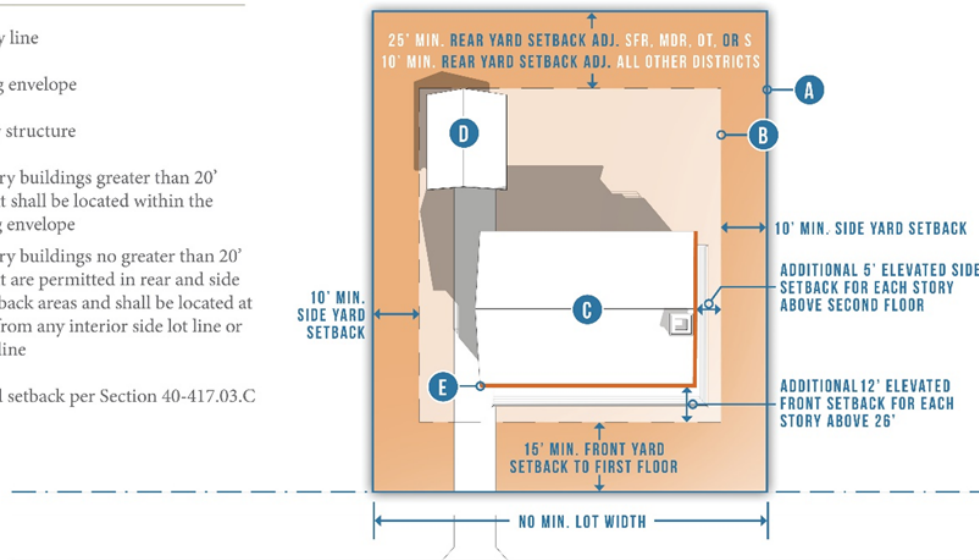 y line
g envelope
structure
ry buildings greater than 20'
t shall be located within the
g envelope
ry buildings no greater than 20'
t are permitted in rear and side
back areas and shall be located at
from any interior side lot line or
line
l setback per Section 40-417.03.C
25' MIN. REAR YARD SETBACK ADJ. SFR, MDR, OT, OR S
10' MIN. REAR YARD SETBACK ADJ. ALL OTHER DISTRICTS
A
B
D
10' MIN. SIDE YARD SETBACK
ADDITIONAL 5' ELEVATED SIDE
SETBACK FOR EACH STORY
ABOVE SECOND FLOOR
10' MIN.
SIDE YARD
SETBACK
C
E
ADDITIONAL 12' ELEVATED
FRONT SETBACK FOR EACH
STORY ABOVE 26'
15' MIN. FRONT YARD
SETBACK TO FIRST FLOOR
NO MIN. LOT WIDTH